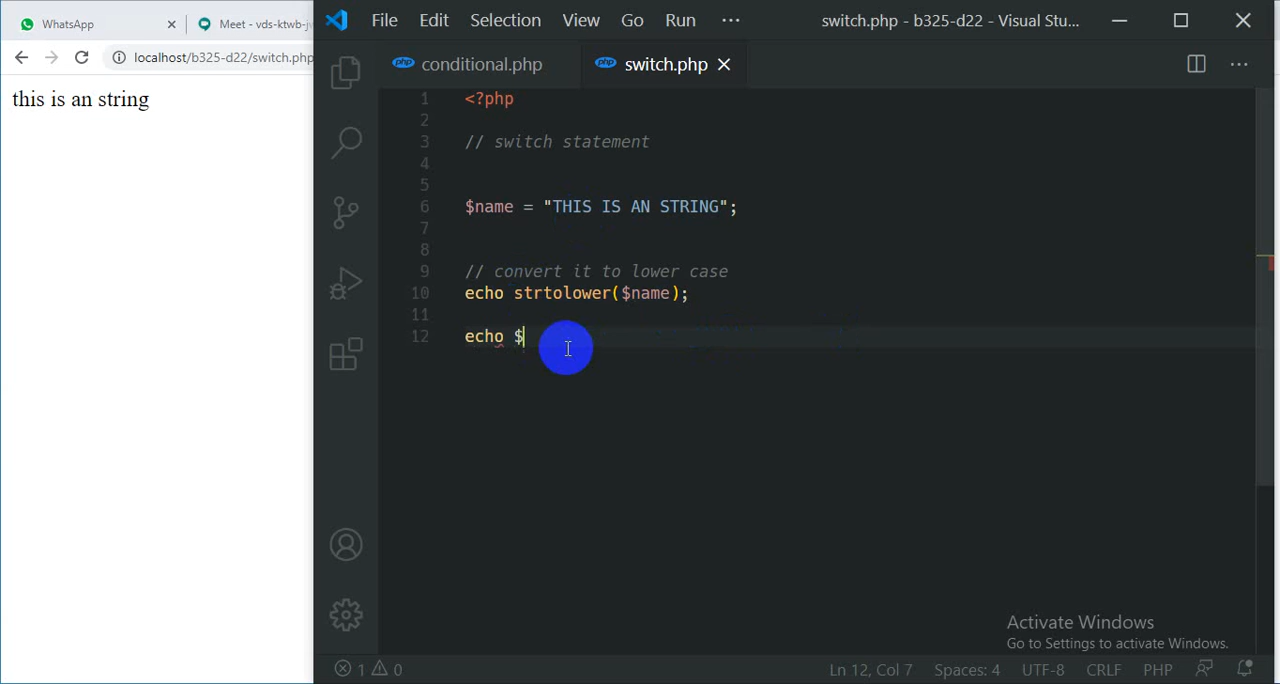 WhatsApp
Meet - vds-ktwb-jv
localhost/b325-d22/switch.php
this is an string
File Edit Selection View Go Run ···
switch.php - b325-d22 - Visual Stu...
conditional.php
switch.php
1 <?php
2
3 // switch statement
4
5
6 $name = "THIS IS AN STRING";
7
8
9 // convert it to lower case
10 echo strtolower($name);
11
12 echo $
Activate Windows
Go to Settings to activate Windows.
1 0
Ln 12, Col 7 Spaces: 4 UTF-8 CRLF PHP